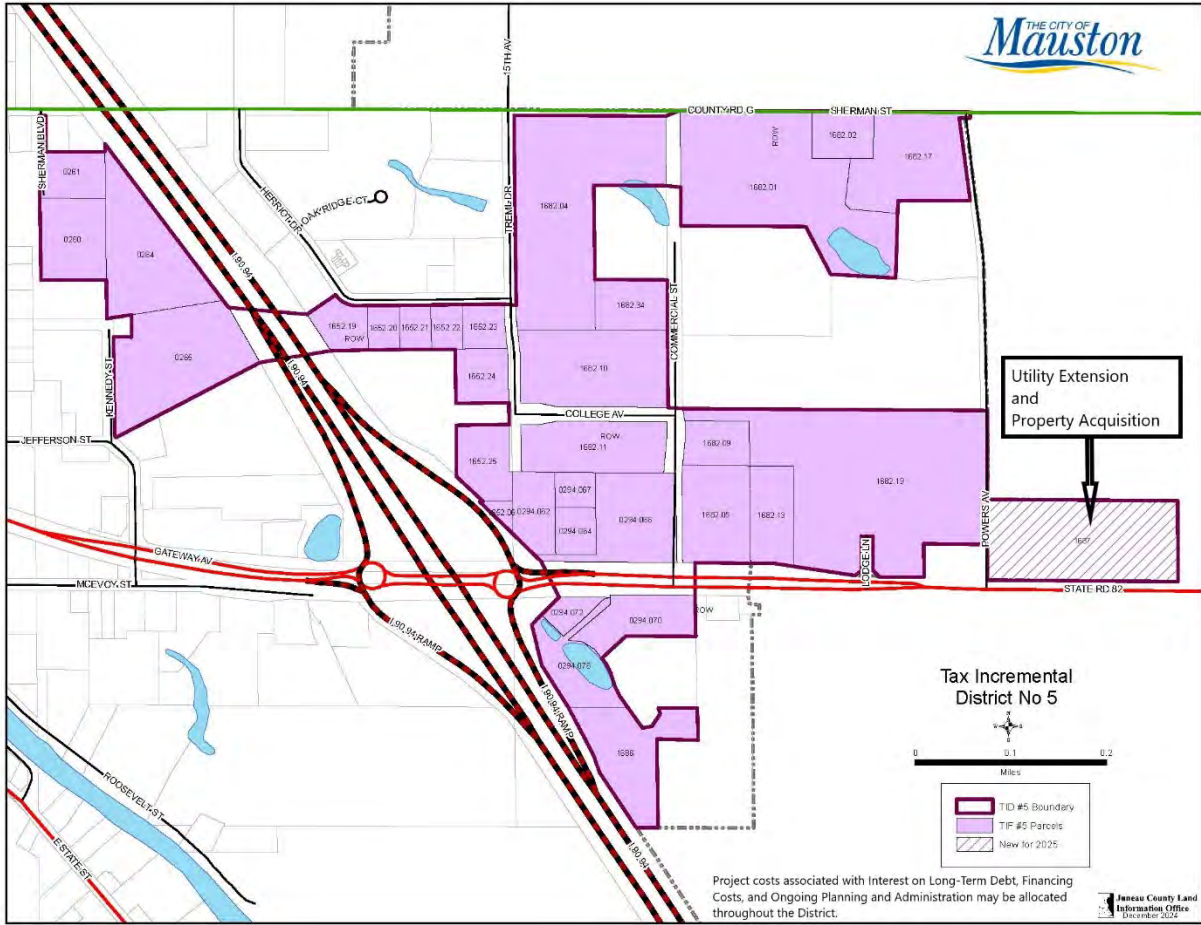 THE CITY OF
Mauston
15TH AV
COUNTY RD G
SHERMAN ST
SHERMAN BLVD
0261
0260
0264
0265
HERRIOT DR
OAK RIDGE CT
TREML DR
1682.04
ROW
1682.02
1682.17
1682.01
I 90;94
1652.19
ROW
1652.20
1652.21
1652.22
1652.23
1682.34
1652.24
1682.10
COMMERCIAL ST
KENNEDY ST
I 90;94
Utility Extension
and
Property Acquisition
COLLEGE AV
JEFFERSON ST
ROW
1682.11
1682.09
1652.25
0294.067
1682.19
0294.062
0294.064
0294.066
1682.05
1682.13
POWERS AV
1687
GATEWAY AV
MCEVOY ST
LODGE LN
STATE RD 82
0294.072
0294.070
ROW
I 90;94 RAMP
0294.076
I 90;94 RAMP
1686
Tax Incremental
District No 5
0 0.1 0.2
Miles
TID #5 Boundary
TIF #5 Parcels
New for 2025
ROOSEVELT ST
E STATE ST
I 90;94
Project costs associated with Interest on Long-Term Debt, Financing
Costs, and Ongoing Planning and Administration may be allocated
throughout the District.
Juneau County Land
Information Office
December 2024